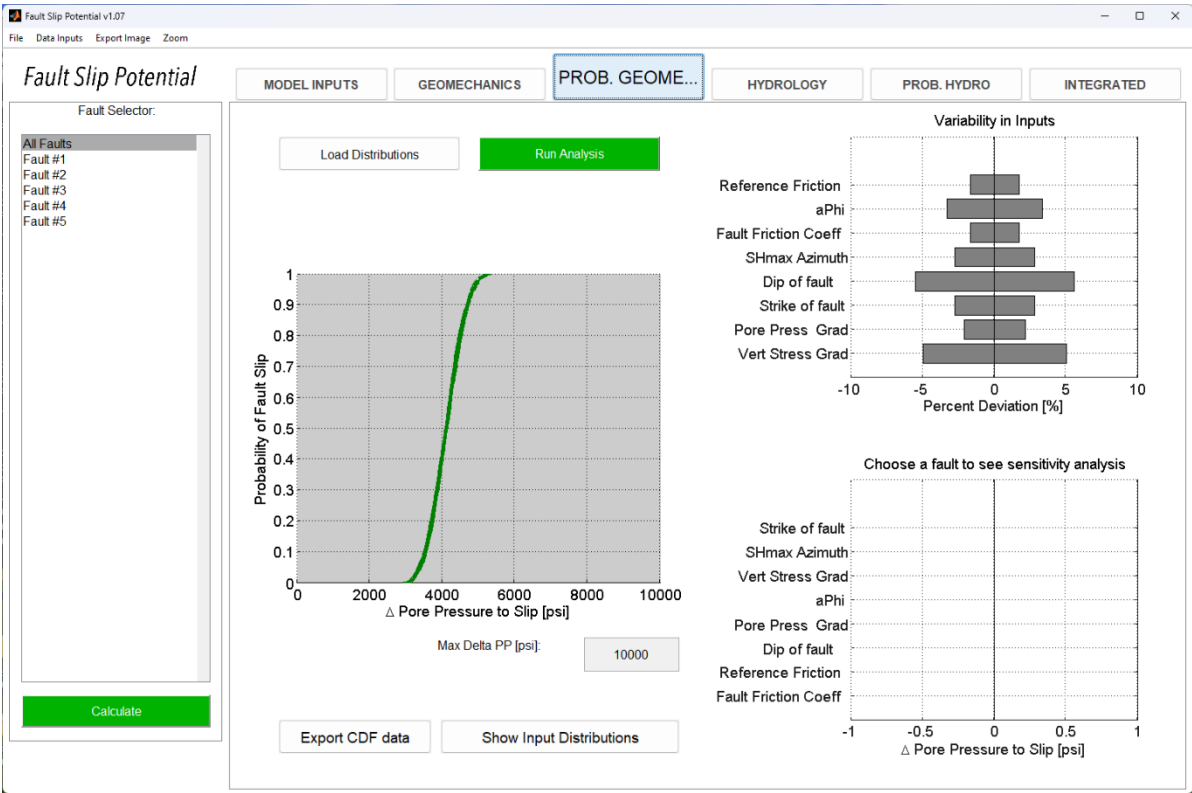 Fault Slip Potential v1.07
File Data Inputs Export Image Zoom
Fault Slip Potential
MODEL INPUTS
GEOMECHANICS
PROB. GEOME...
HYDROLOGY
PROB. HYDRO
INTEGRATED
Fault Selector:
All Faults
Fault #1
Fault #2
Fault #3
Fault #4
Fault #5
Calculate
Load Distributions
Run Analysis
Probability of Fault Slip
1
0.9
0.8
0.7
0.6
0.5
0.4
0.3
0.2
0.1
0
0 2000 4000 6000 8000 10000
Δ Pore Pressure to Slip [psi]
Max Delta PP [psi]:
10000
Export CDF data
Show Input Distributions
Variability in Inputs
Reference Friction
aPhi
Fault Friction Coeff
SHmax Azimuth
Dip of fault
Strike of fault
Pore Press Grad
Vert Stress Grad
-10 -5 0 5 10
Percent Deviation [%]
Choose a fault to see sensitivity analysis
Strike of fault
SHmax Azimuth
Vert Stress Grad
aPhi
Pore Press Grad
Dip of fault
Reference Friction
Fault Friction Coeff
-1 -0.5 0 0.5 1
Δ Pore Pressure to Slip [psi]